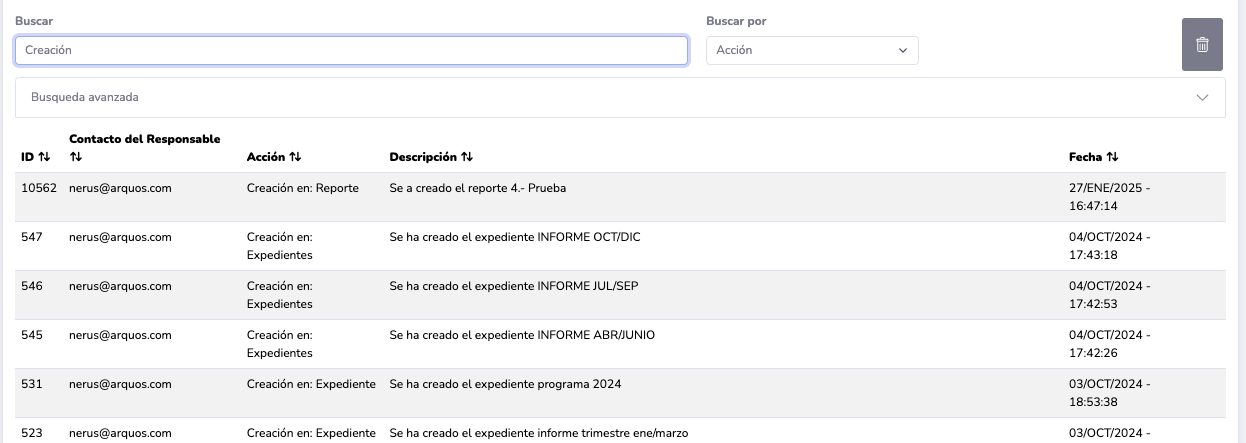 Buscar
Buscar por
Creación
Acción
Busqueda avanzada
Contacto del Responsable
ID
Acción
Descripción
Fecha
10562 nerus@arquos.com Creación en: Reporte Se a creado el reporte 4.- Prueba 27/ENE/2025 -
16:47:14
547 nerus@arquos.com Creación en: Se ha creado el expediente INFORME OCT/DIC 04/OCT/2024 -
Expedientes 17:43:18
546 nerus@arquos.com Creación en: Se ha creado el expediente INFORME JUL/SEP 04/OCT/2024 -
Expedientes 17:42:53
545 nerus@arquos.com Creación en: Se ha creado el expediente INFORME ABR/JUNIO 04/OCT/2024 -
Expedientes 17:42:26
531 nerus@arquos.com Creación en: Expediente Se ha creado el expediente programa 2024 03/OCT/2024 -
18:53:38
523 nerus@arquos.com Creación en: Expediente Se ha creado el expediente informe trimestre ene/marzo 03/OCT/2024 -